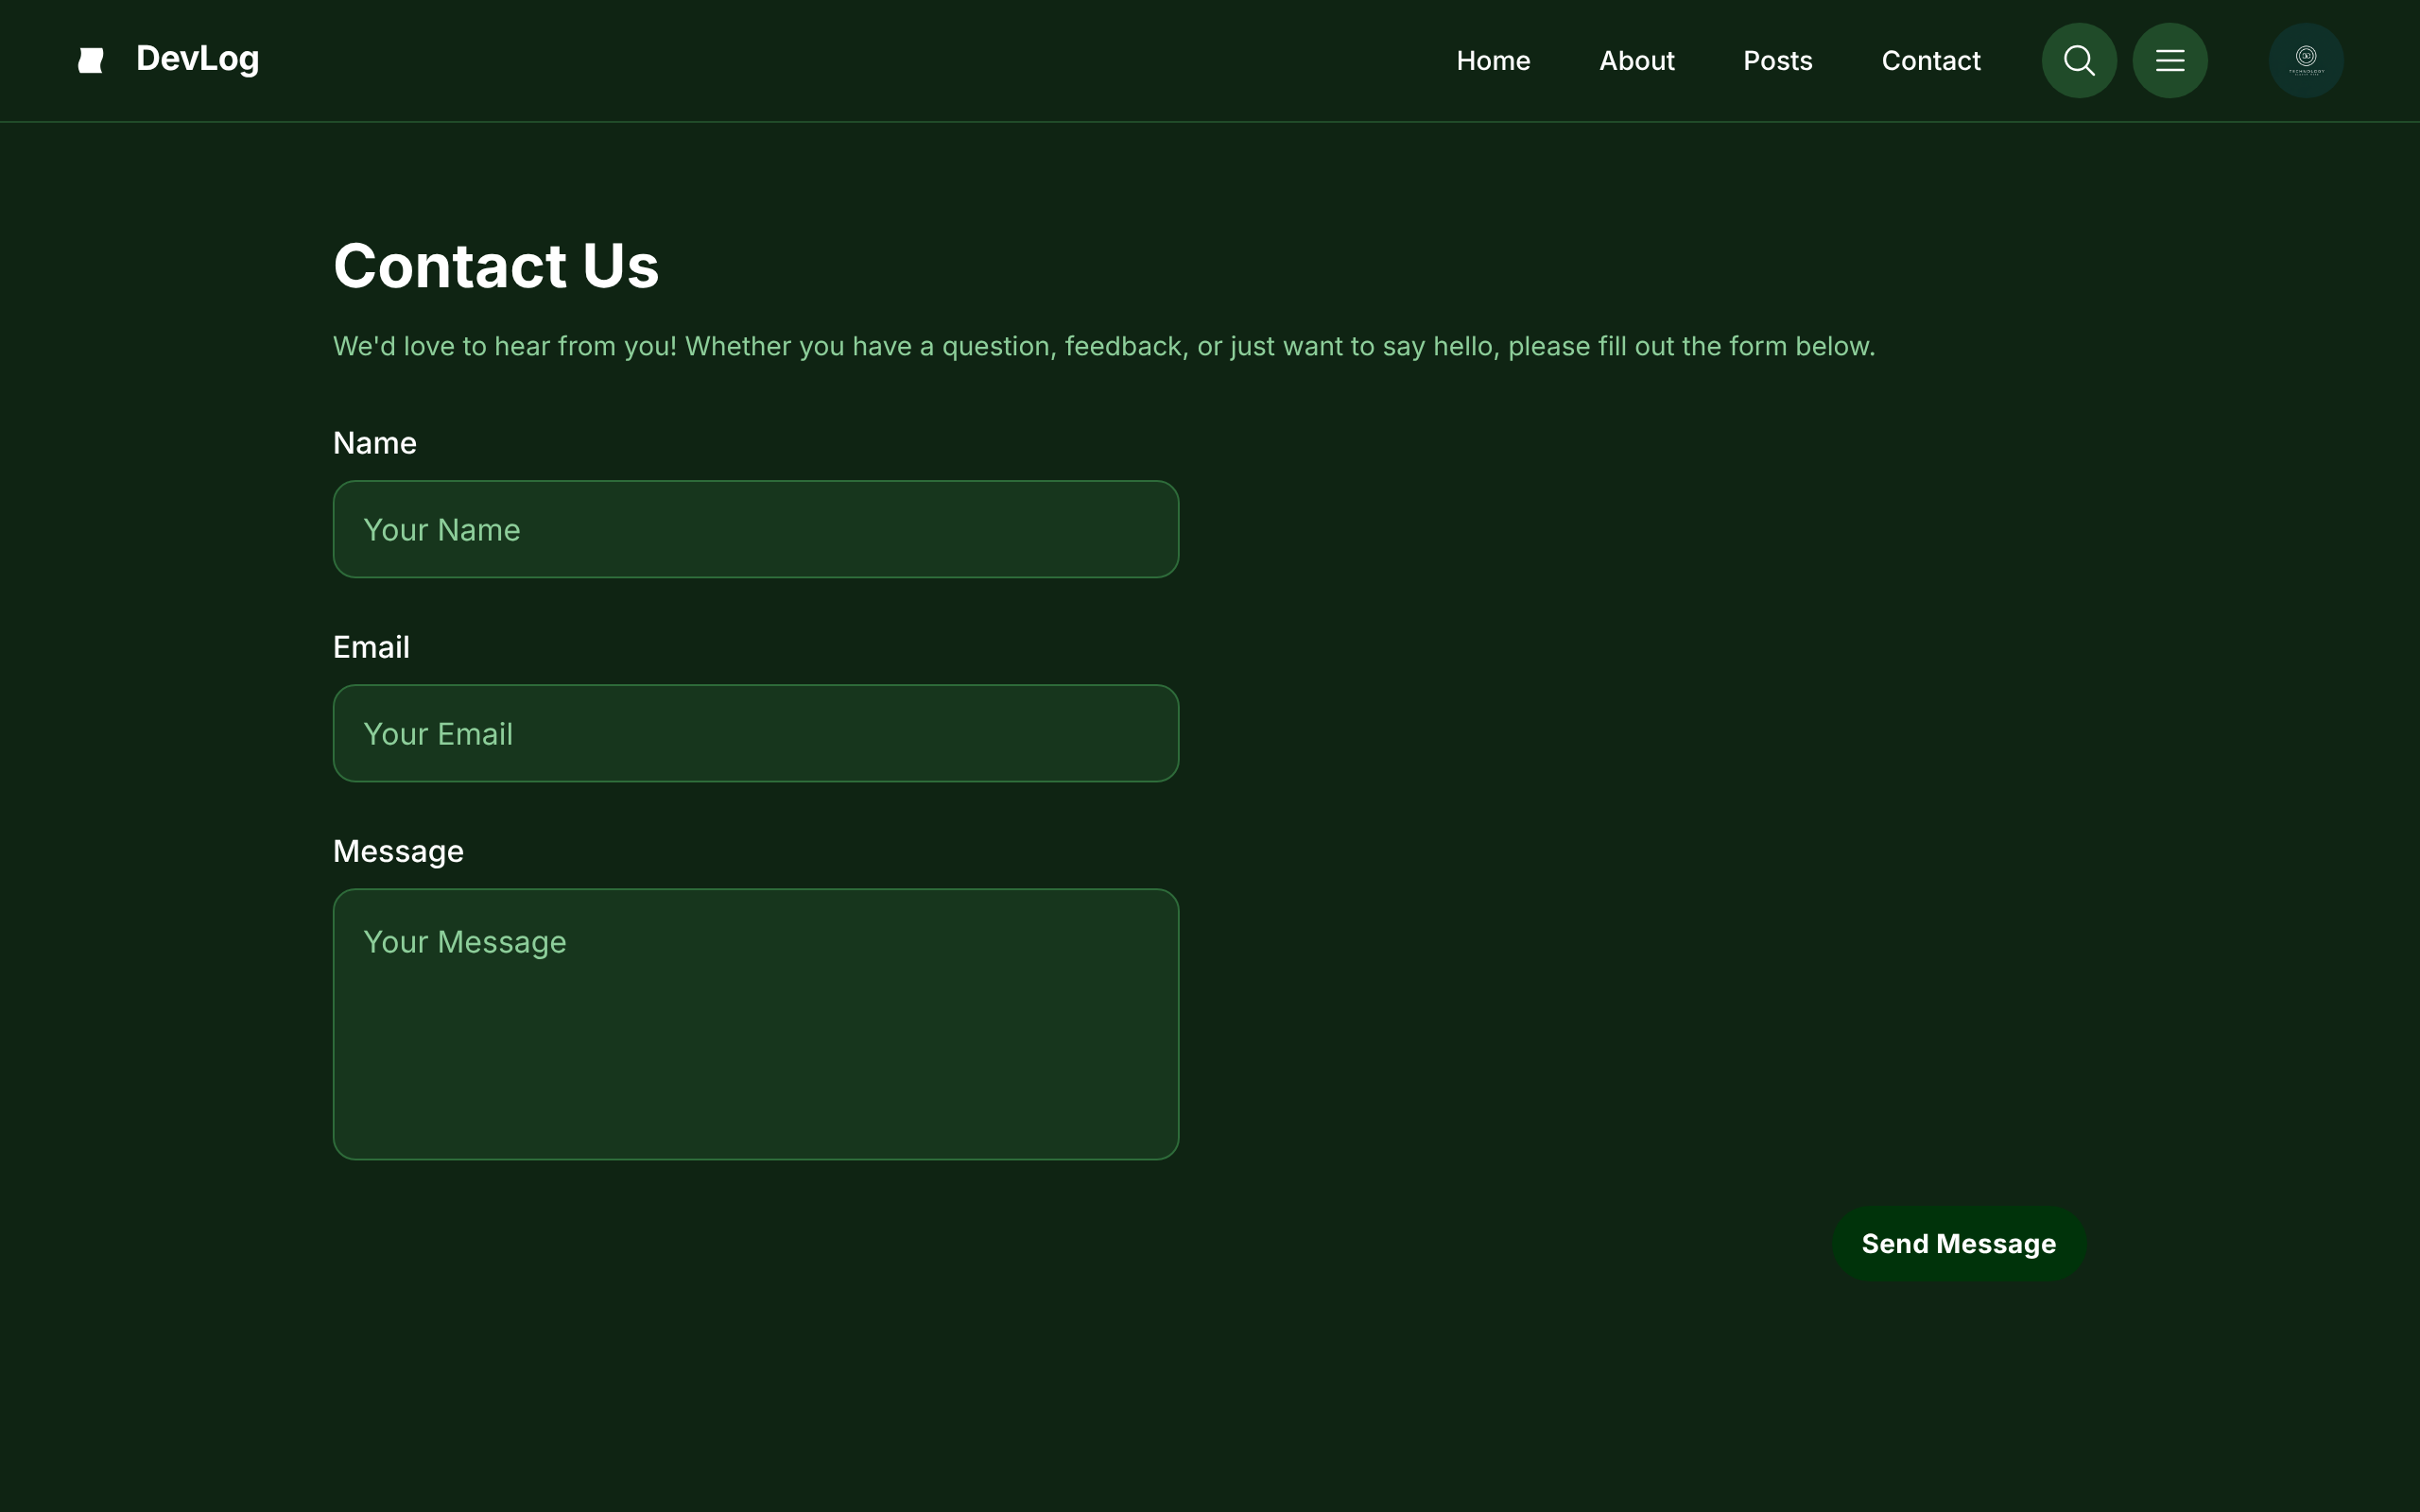 DevLog
Home
About
Posts
Contact
TECHNOLOGY
Contact Us
We'd love to hear from you! Whether you have a question, feedback, or just want to say hello, please fill out the form below.
Name
Your Name
Email
Your Email
Message
Your Message
Send Message